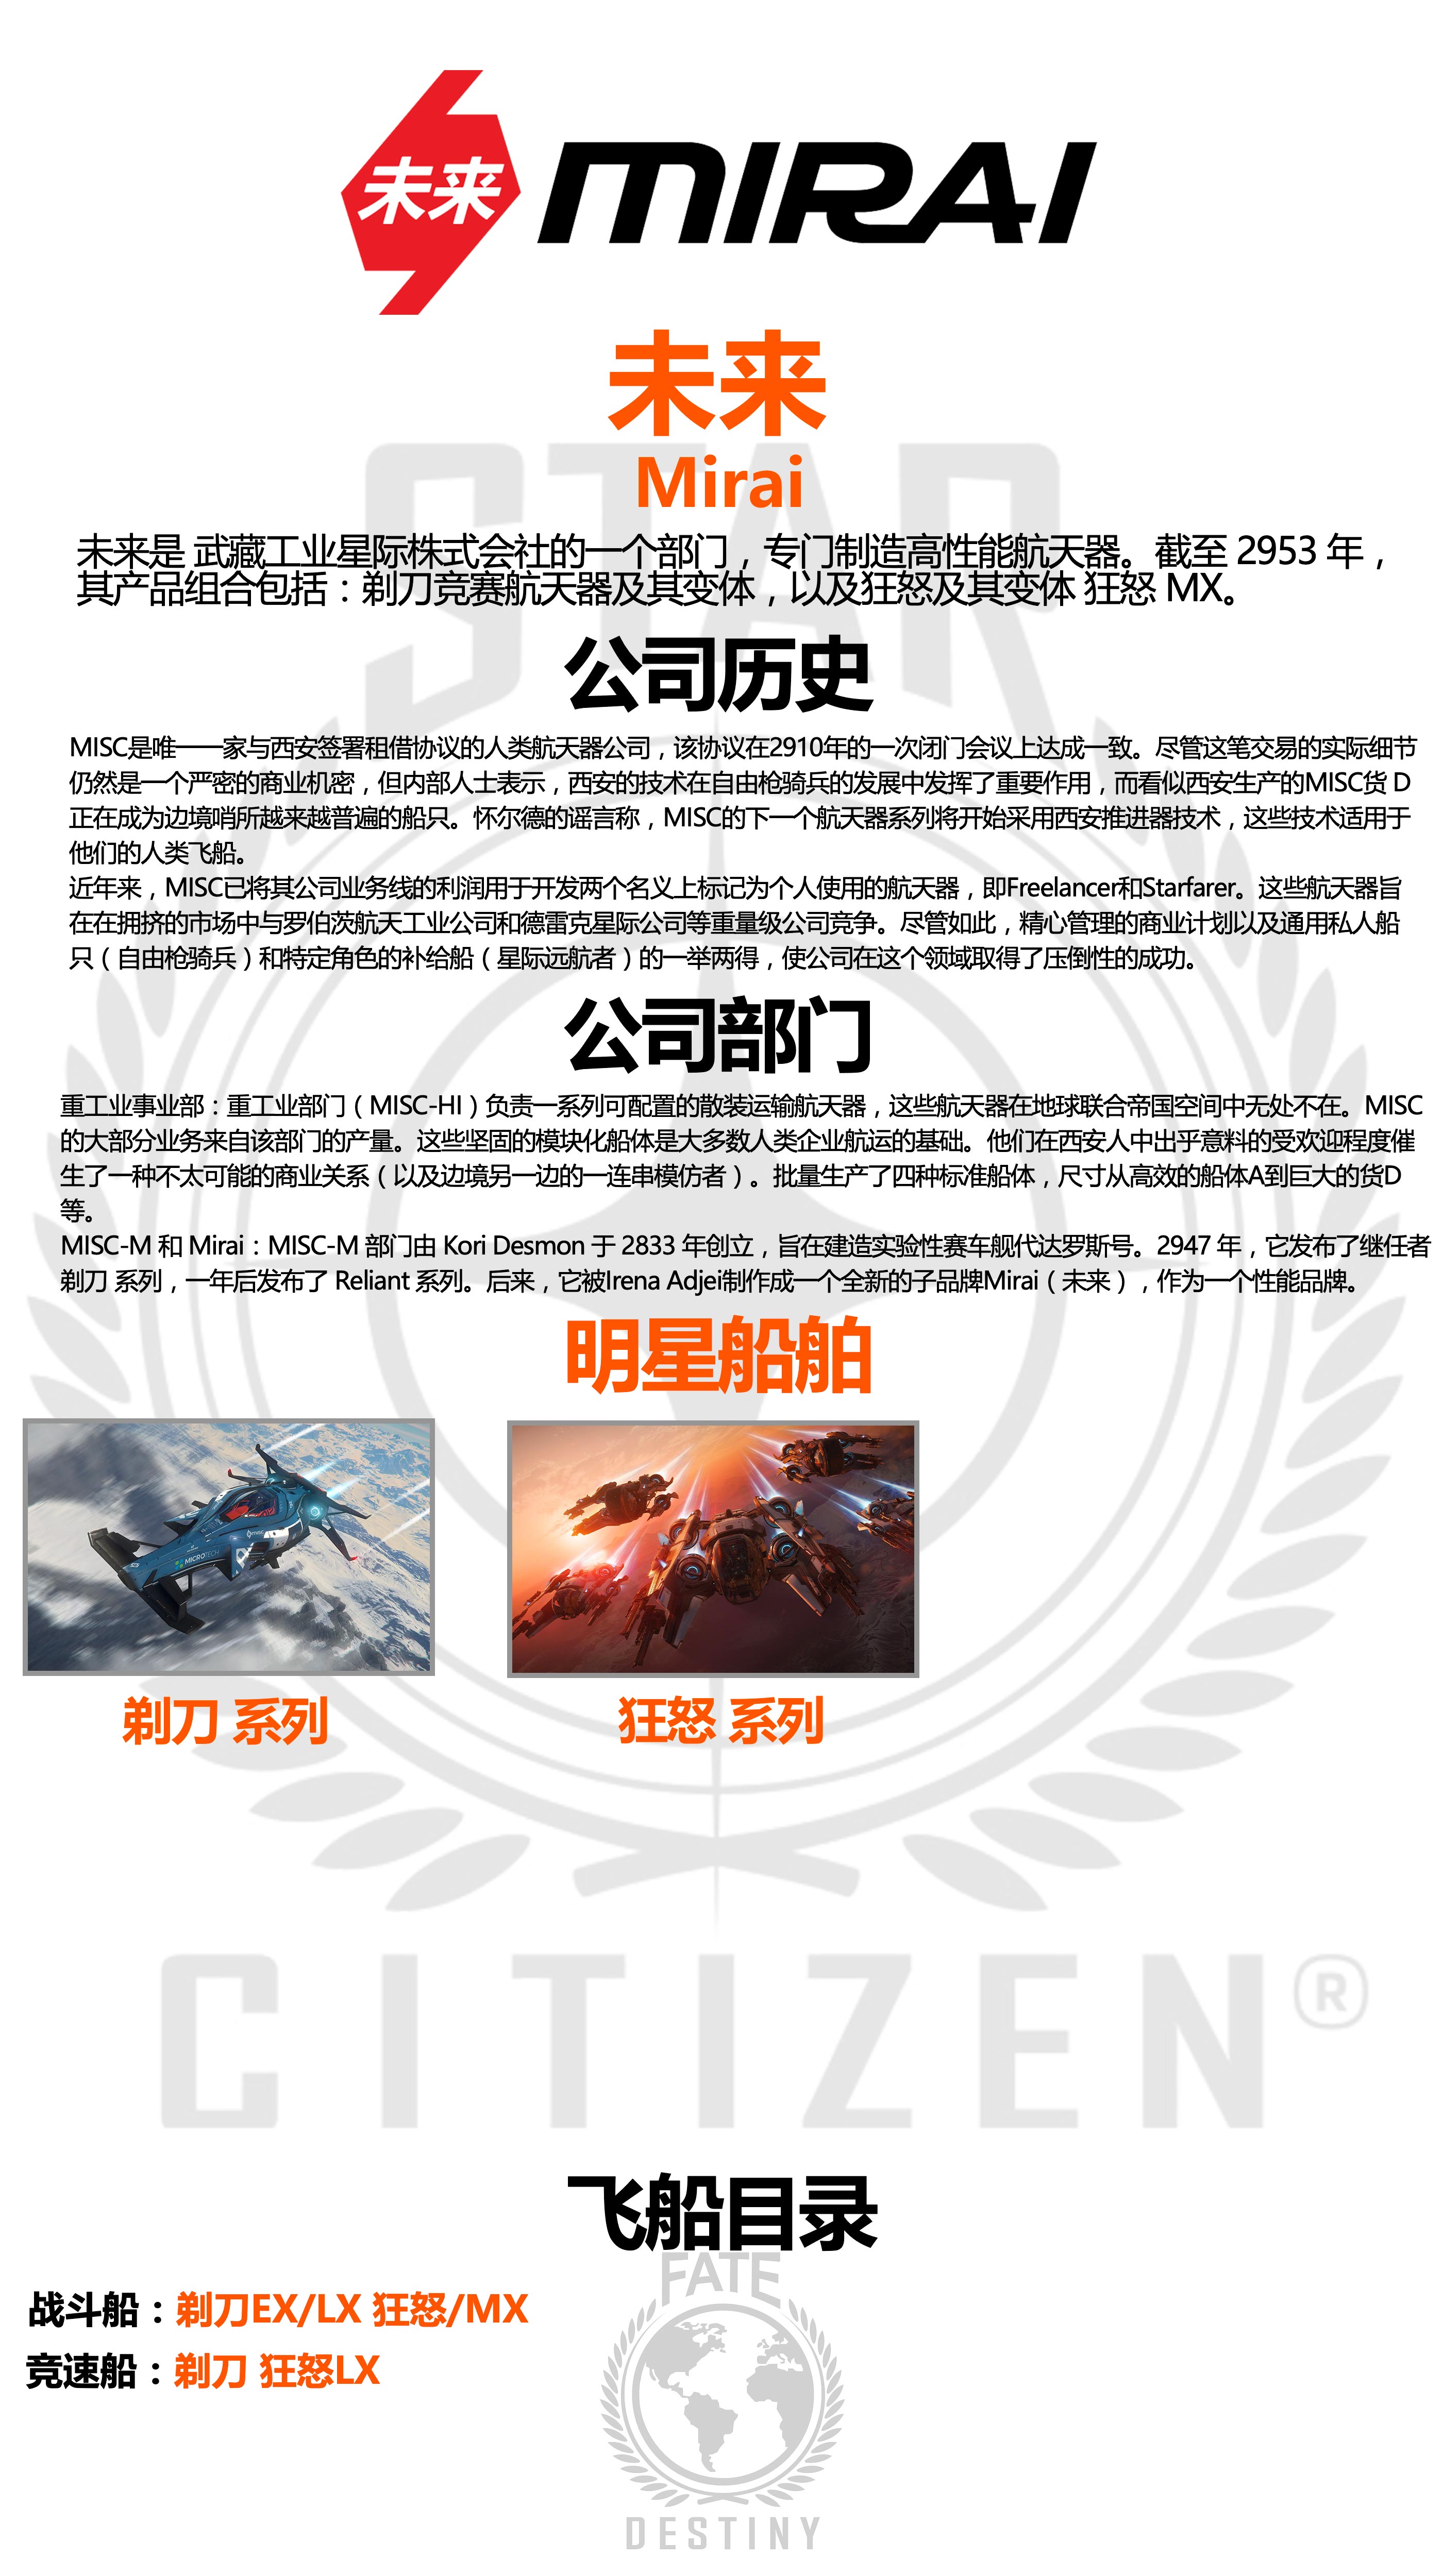 未来 MIRAI
未来
Mirai
未来是 武藏工业星际株式会社的一个部门，专门制造高性能航天器。截至 2953 年，
其产品组合包括：剃刀竞赛航天器及其变体，以及狂怒及其变体 狂怒 MX。
公司历史
MISC是唯一一家与西安签署租借协议的人类航天器公司，该协议在2910年的一次闭门会议上达成一致。尽管这笔交易的实际细节
仍然是一个严密的商业机密，但内部人士表示，西安的技术在自由枪骑兵的发展中发挥了重要作用，而看似西安生产的MISC货 D
正在成为边境哨所越来越普遍的船只。怀尔德的谣言称，MISC的下一个航天器系列将开始采用西安推进器技术，这些技术适用于
他们的人类飞船。
近年来，MISC已将其公司业务线的利润用于开发两个名义上标记为个人使用的航天器，即Freelancer和Starfarer。这些航天器旨
在在拥挤的市场中与罗伯茨航天工业公司和德雷克星际公司等重量级公司竞争。尽管如此，精心管理的商业计划以及通用私人船
只（自由枪骑兵）和特定角色的补给船（星际远航者）的一举两得，使公司在这个领域取得了压倒性的成功。
公司部门
重工业事业部：重工业部门（MISC-HI）负责一系列可配置的散装运输航天器，这些航天器在地球联合帝国空间中无处不在。MISC
的大部分业务来自该部门的产量。这些坚固的模块化船体是大多数人类企业航运的基础。他们在西安人中出乎意料的受欢迎程度催
生了一种不太可能的商业关系（以及边境另一边的一连串模仿者）。批量生产了四种标准船体，尺寸从高效的船体A到巨大的货D
等。
MISC-M 和 Mirai：MISC-M 部门由 Kori Desmon 于 2833 年创立，旨在建造实验性赛车舰代达罗斯号。2947 年，它发布了继任者
剃刀 系列，一年后发布了 Reliant 系列。后来，它被Irena Adjei制作成一个全新的子品牌Mirai（未来），作为一个性能品牌。
明星船舶
MICROTECH
剃刀 系列
狂怒 系列
STAR
CITIZEN®
飞船目录
战斗船：剃刀EX/LX 狂怒/MX
竞速船：剃刀 狂怒LX
FATE
DESTINY